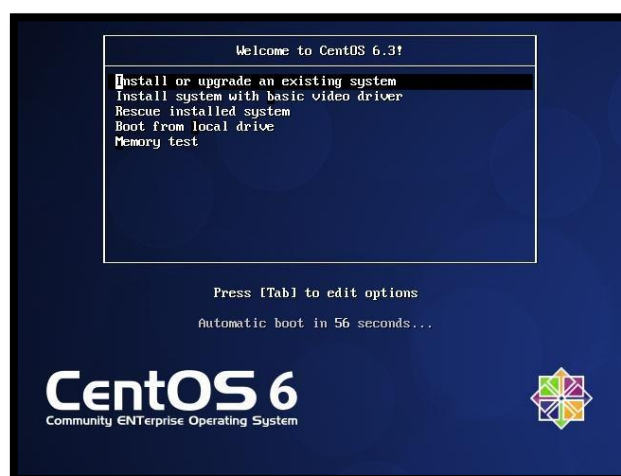 Welcome to CentOS 6.3!
Install or upgrade an existing system
Install system with basic video driver
Rescue installed system
Boot from local drive
Memory test
Press [Tab] to edit options
Automatic boot in 56 seconds...
CentOS 6
Community ENTerprise Operating System